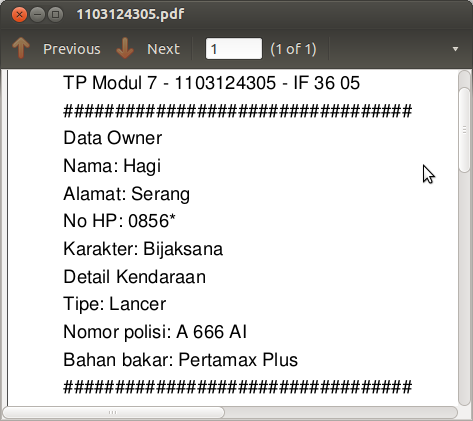 1103124305.pdf
Previous Next 1 (1 of 1)
TP Modul 7 - 1103124305 - IF 36 05
##################################
Data Owner
Nama: Hagi
Alamat: Serang
No HP: 0856*
Karakter: Bijaksana
Detail Kendaraan
Tipe: Lancer
Nomor polisi: A 666 AI
Bahan bakar: Pertamax Plus
##################################